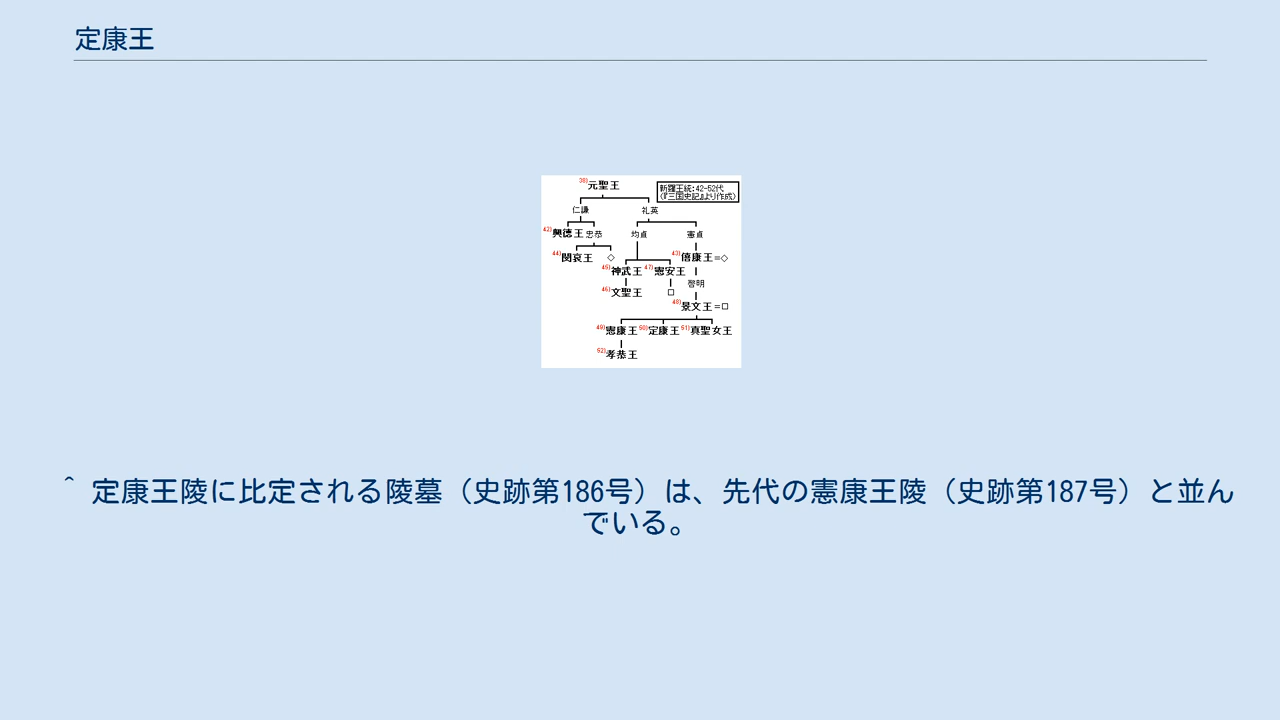 定康王
38)元聖王
新羅王統:42-52代
(『三国史記』より作成)
仁謙 礼英
42)興徳王 忠恭 均貞 憲貞
44)閔哀王 ◇ 43)僖康王=◇
45)神武王 47)憲安王
啓明
46)文聖王 □
48)景文王=□
49)憲康王 50)定康王 51)真聖女王
52)孝恭王
^ 定康王陵に比定される陵墓（史跡第186号）は、先代の憲康王陵（史跡第187号）と並ん
でいる。